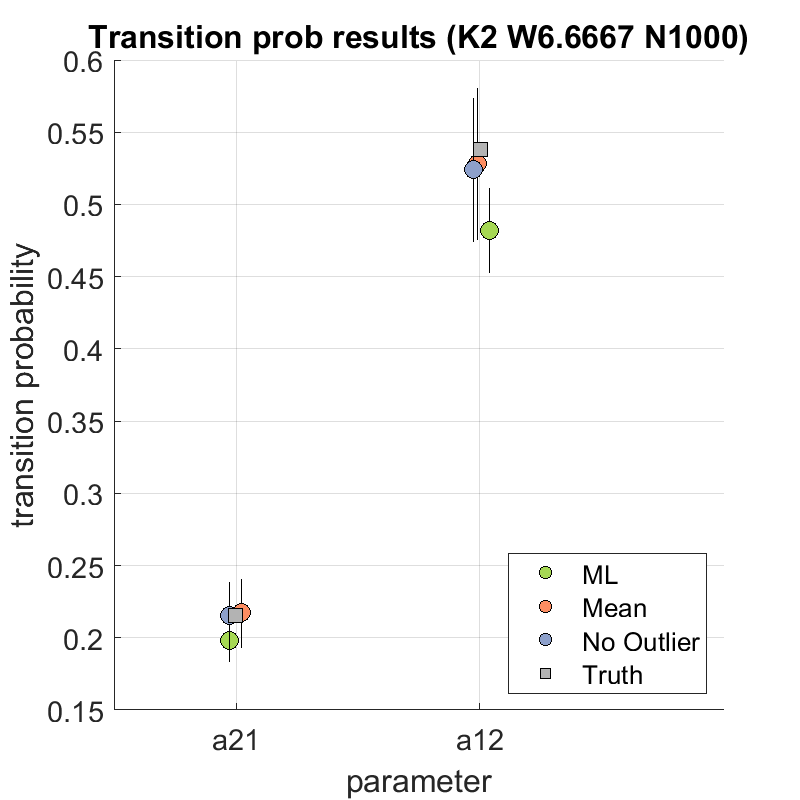 Transition prob results (K2 W6.6667 N1000)
0.6
0.55
0.5
0.45
0.4
0.35
0.3
0.25
0.2
0.15
transition probability
a21
a12
parameter
ML
Mean
No Outlier
Truth